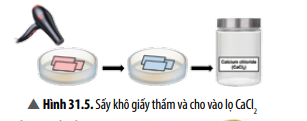 Calcium chloride
(CaCl₂)
▲ Hình 31.5. Sấy khô giấy thấm và cho vào lọ CaCl₂